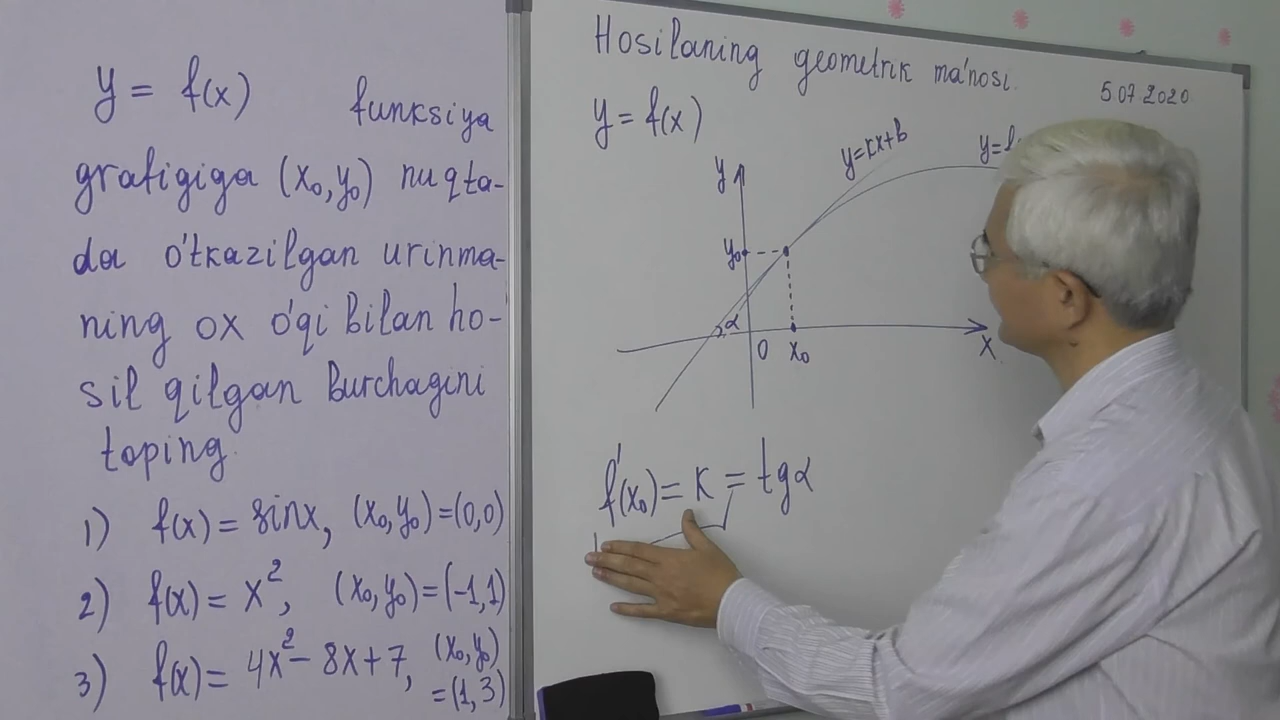 y = f(x) funksiya
grafigiga (x₀,y₀) nuqta-
da o'tkazilgan urinma-
ning ox o'qi bilan ho-
sil qilgan burchagini
toping.
1) f(x) = sinx, (x₀,y₀)=(0,0)
2) f(x) = x², (x₀,y₀)=(-1,1)
3) f(x) = 4x²- 8x+7, (x₀,y₀)
=(1,3)
Hosilaning geometrik ma'nosi.
5 07 2020
y = f(x)
y=kx+b
y=
y
y₀
α
0
x₀
x
f'(x₀) = k = tgα